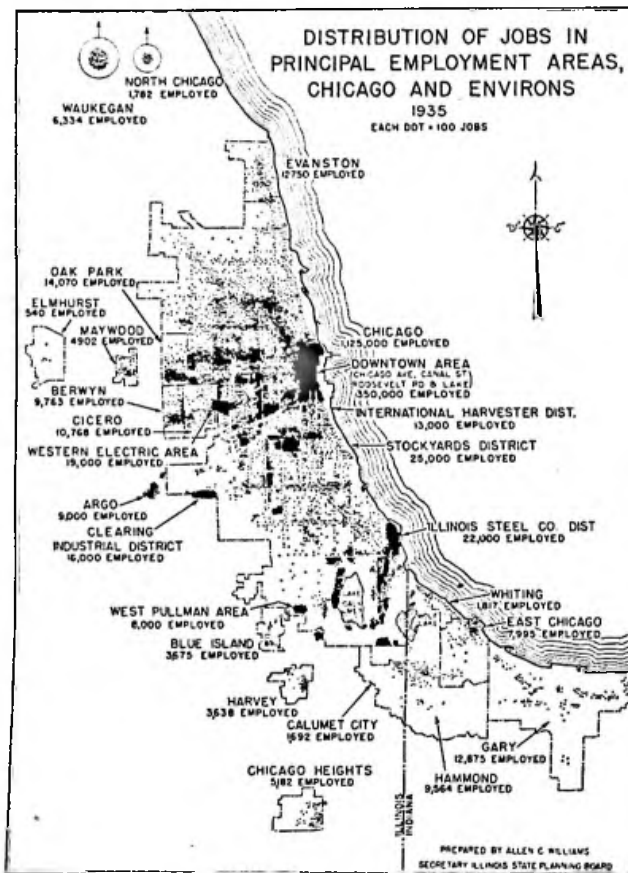 DISTRIBUTION OF JOBS IN
PRINCIPAL EMPLOYMENT AREAS,
CHICAGO AND ENVIRONS
1935
EACH DOT = 100 JOBS
NORTH CHICAGO
1,782 EMPLOYED
WAUKEGAN
6,334 EMPLOYED
EVANSTON
12750 EMPLOYED
OAK PARK
14,070 EMPLOYED
ELMHURST
540 EMPLOYED
MAYWOOD
4902 EMPLOYED
CHICAGO
1,125,000 EMPLOYED
DOWNTOWN AREA
(CHICAGO AVE, CANAL ST
ROOSEVELT RD & LAKE)
350,000 EMPLOYED
BERWYN
9,763 EMPLOYED
CICERO
10,768 EMPLOYED
INTERNATIONAL HARVESTER DIST.
13,000 EMPLOYED
WESTERN ELECTRIC AREA
19,000 EMPLOYED
STOCKYARDS DISTRICT
25,000 EMPLOYED
ARGO
9,000 EMPLOYED
CLEARING
INDUSTRIAL DISTRICT
16,000 EMPLOYED
ILLINOIS STEEL CO. DIST
22,000 EMPLOYED
WHITING
1,817 EMPLOYED
WEST PULLMAN AREA
8,000 EMPLOYED
EAST CHICAGO
7,995 EMPLOYED
BLUE ISLAND
3,675 EMPLOYED
HARVEY
3,638 EMPLOYED
CALUMET CITY
1692 EMPLOYED
GARY
12,875 EMPLOYED
CHICAGO HEIGHTS
5,182 EMPLOYED
HAMMOND
9,564 EMPLOYED
ILLINOIS
INDIANA
PREPARED BY ALLEN C WILLIAMS
SECRETARY ILLINOIS STATE PLANNING BOARD